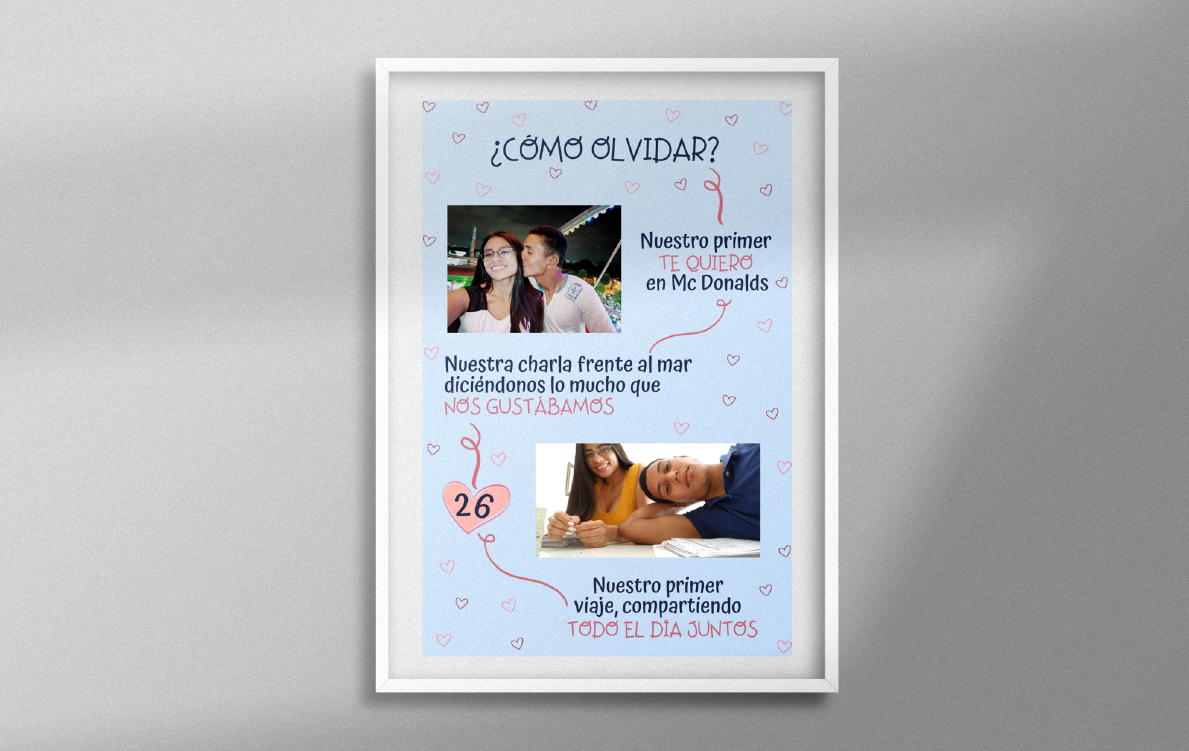 ¿CÓMO OLVIDAR?
Nuestro primer
TE QUIERO
en Mc Donalds
Nuestra charla frente al mar
diciéndonos lo mucho que
NOS GUSTÁBAMOS
26
Nuestro primer
viaje, compartiendo
TODO EL DÍA JUNTOS